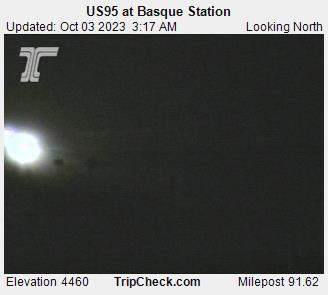 US95 at Basque Station
Updated: Oct 03 2023 3:17 AM Looking North
Elevation 4460 TripCheck.com Milepost 91.62